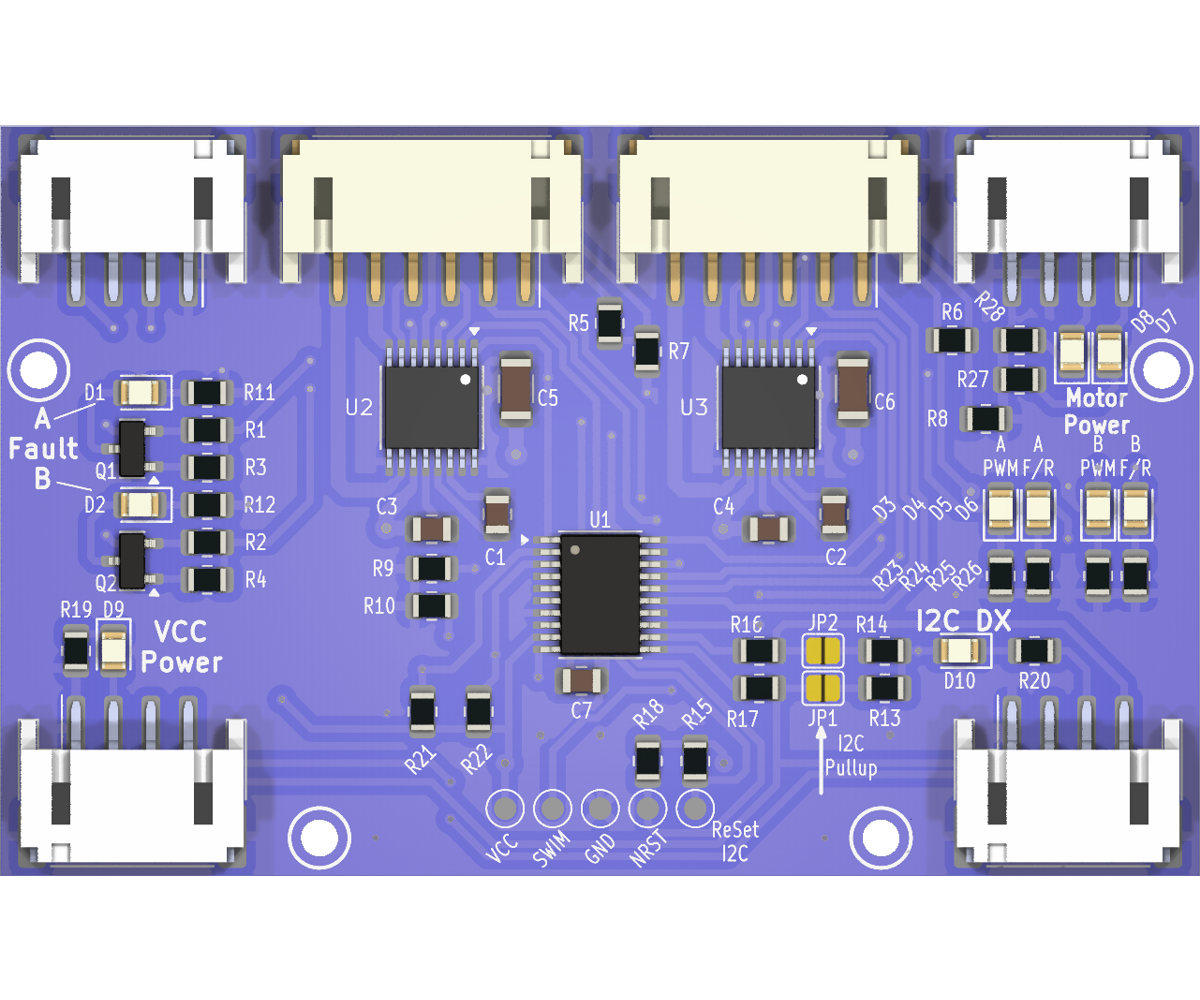 R5
R7
R6
R28
D8
D7
R27
R8
Motor
Power
D1
R11
A
Fault
B
R1
Q1
R3
D2
R12
R2
Q2
R4
U2
C5
U3
C6
A
A
B
B
PWM
F/R
PWM
F/R
D3
D4
D5
D6
C3
C1
U1
C4
C2
R9
R10
R23
R24
R25
R26
R19
D9
VCC
Power
I2C DX
R16
JP2
R14
D10
R20
R17
JP1
R13
C7
R21
R22
R18
R15
I2C
Pullup
VCC
SWIM
GND
NRST
ReSet
I2C